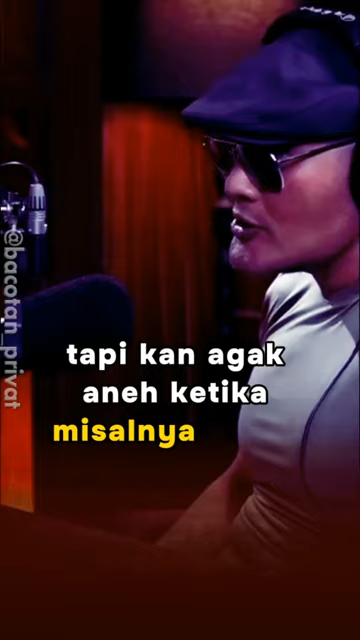 @bacotan_privat
tapi kan agak
aneh ketika
misalnya